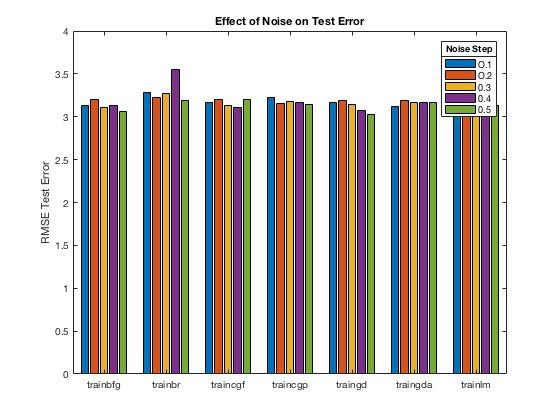 Effect of Noise on Test Error
4
3.5
3
2.5
2
1.5
1
0.5
0
RMSE Test Error
Noise Step
O.1
O.2
0.3
0.4
0.5
trainbfg trainbr traincgf traincgp traingd traingda trainlm